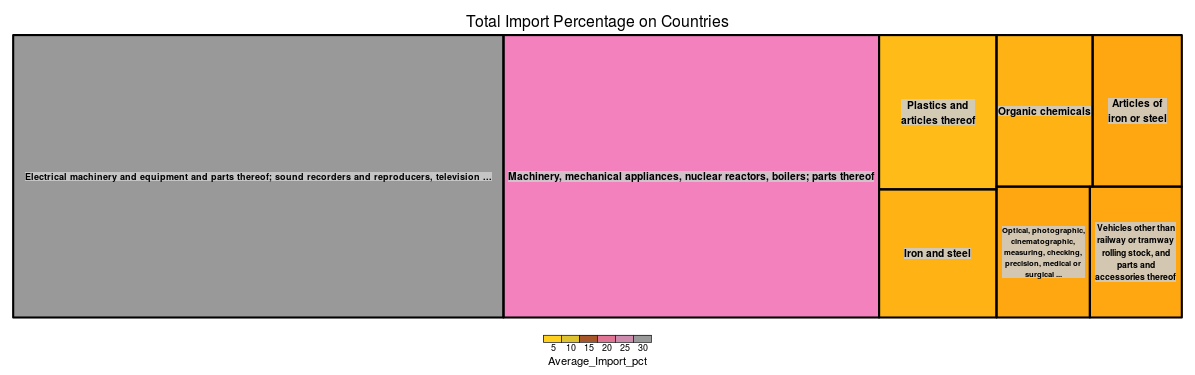 Total Import Percentage on Countries
Electrical machinery and equipment and parts thereof; sound recorders and reproducers, television ...
Machinery, mechanical appliances, nuclear reactors, boilers; parts thereof
Plastics and
articles thereof
Organic chemicals
Articles of
iron or steel
Iron and steel
Optical, photographic,
cinematographic,
measuring, checking,
precision, medical or
surgical ...
Vehicles other than
railway or tramway
rolling stock, and
parts and
accessories thereof
5 10 15 20 25 30
Average_Import_pct